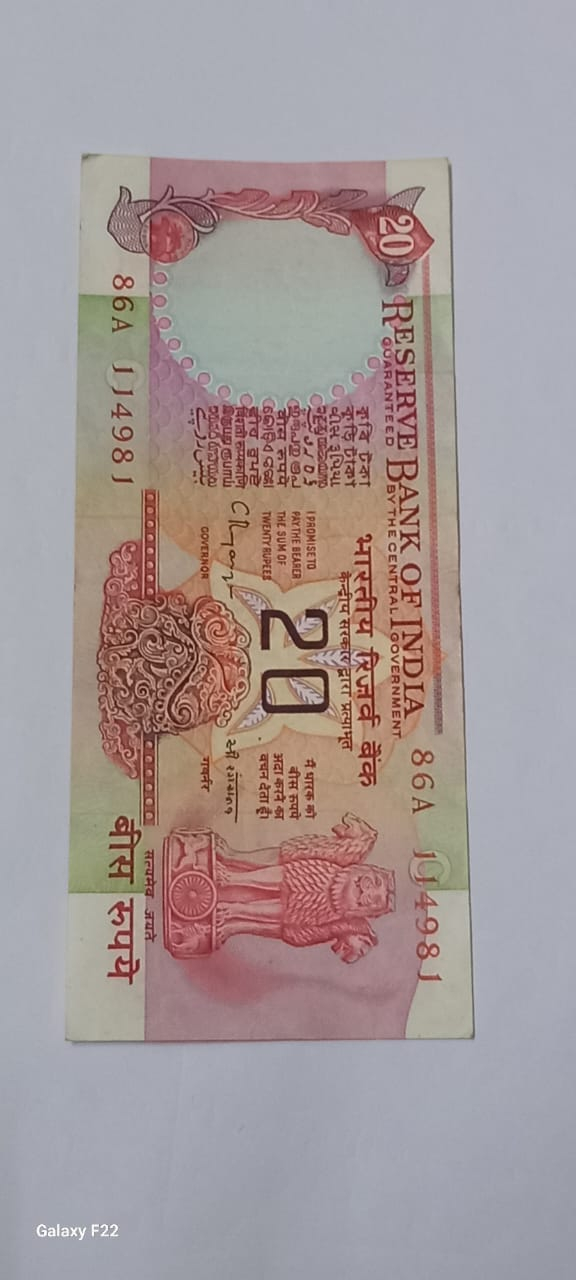 20
RESERVE BANK OF INDIA
GUARANTEED BY THE CENTRAL GOVERNMENT
भारतीय रिज़र्व बैंक
केन्द्रीय सरकार द्वारा प्रत्याभूत
86A 114981
I PROMISE TO
PAY THE BEARER
THE SUM OF
TWENTY RUPEES
GOVERNOR
20
मैं धारक को
बीस रुपये
अदा करने का
वचन देता हूँ।
गवर्नर
86A 114981
सत्यमेव जयते
बीस रुपये
Galaxy F22